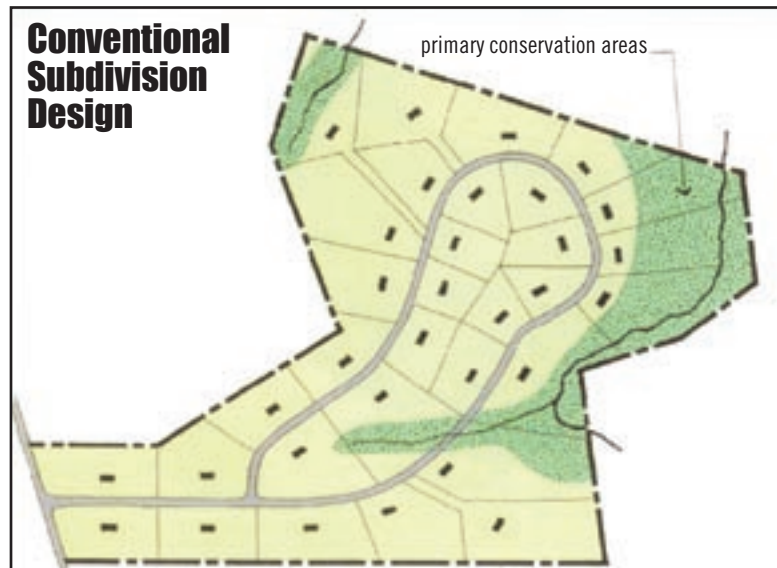 Conventional
Subdivision
Design
primary conservation areas